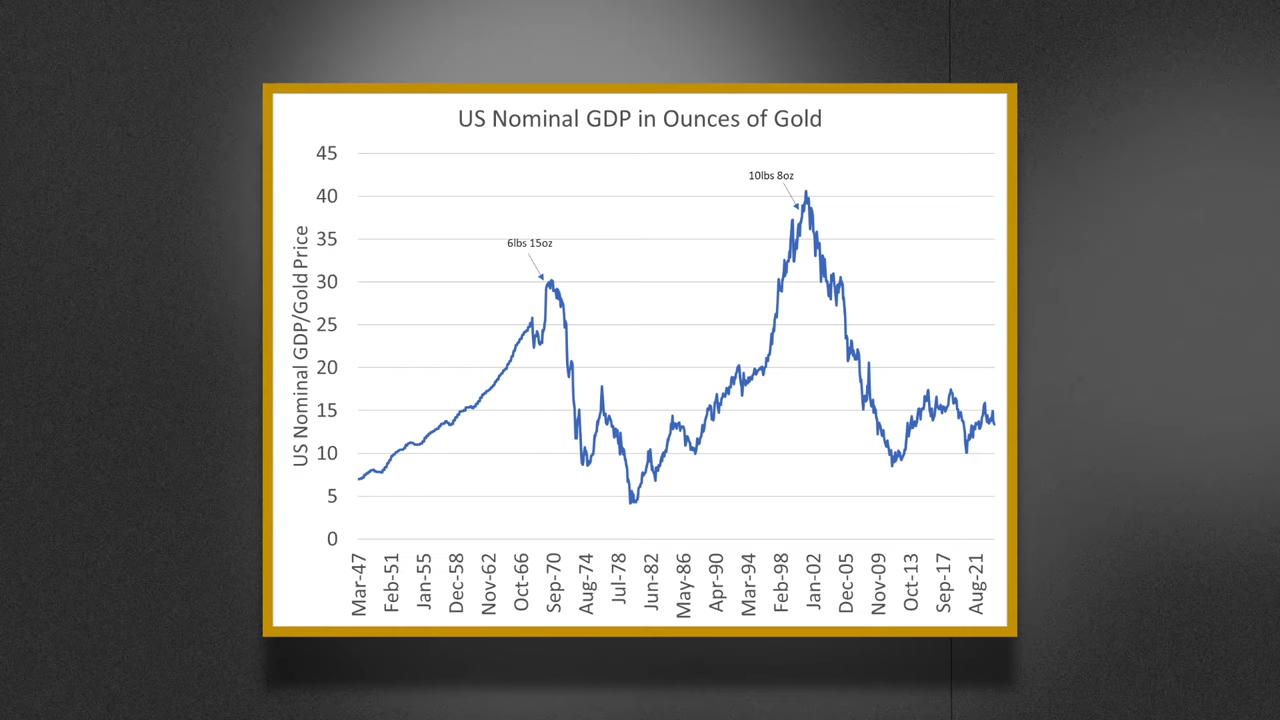 US Nominal GDP in Ounces of Gold
US Nominal GDP/Gold Price
45
40
35
30
25
20
15
10
5
0
10lbs 8oz
6lbs 15oz
Mar-47
Feb-51
Jan-55
Dec-58
Nov-62
Oct-66
Sep-70
Aug-74
Jul-78
Jun-82
May-86
Apr-90
Mar-94
Feb-98
Jan-02
Dec-05
Nov-09
Oct-13
Sep-17
Aug-21